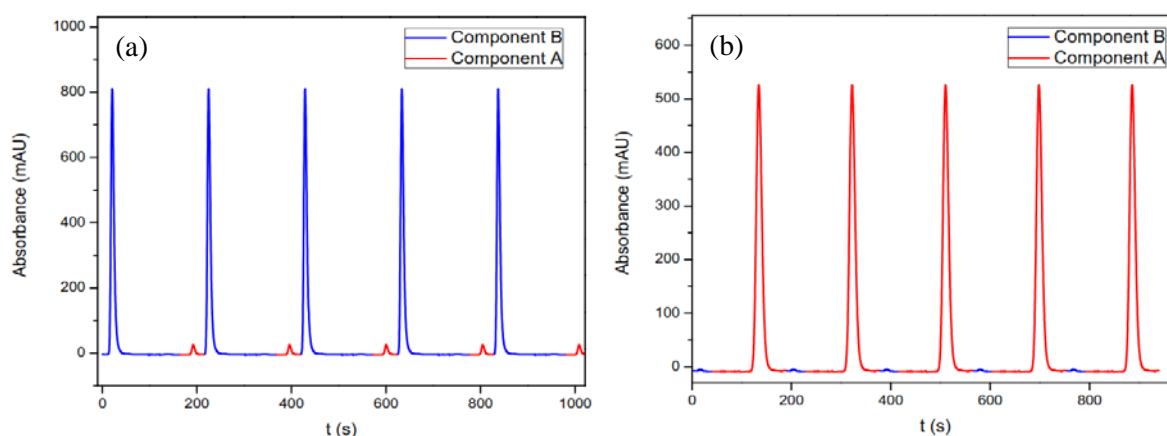 (a)
Component B
Component A
1000
800
600
400
200
0
Absorbance (mAU)
0 200 400 600 800 1000
t (s)
(b)
Component B
Component A
600
500
400
300
200
100
0
Absorbance (mAU)
0 200 400 600 800
t (s)